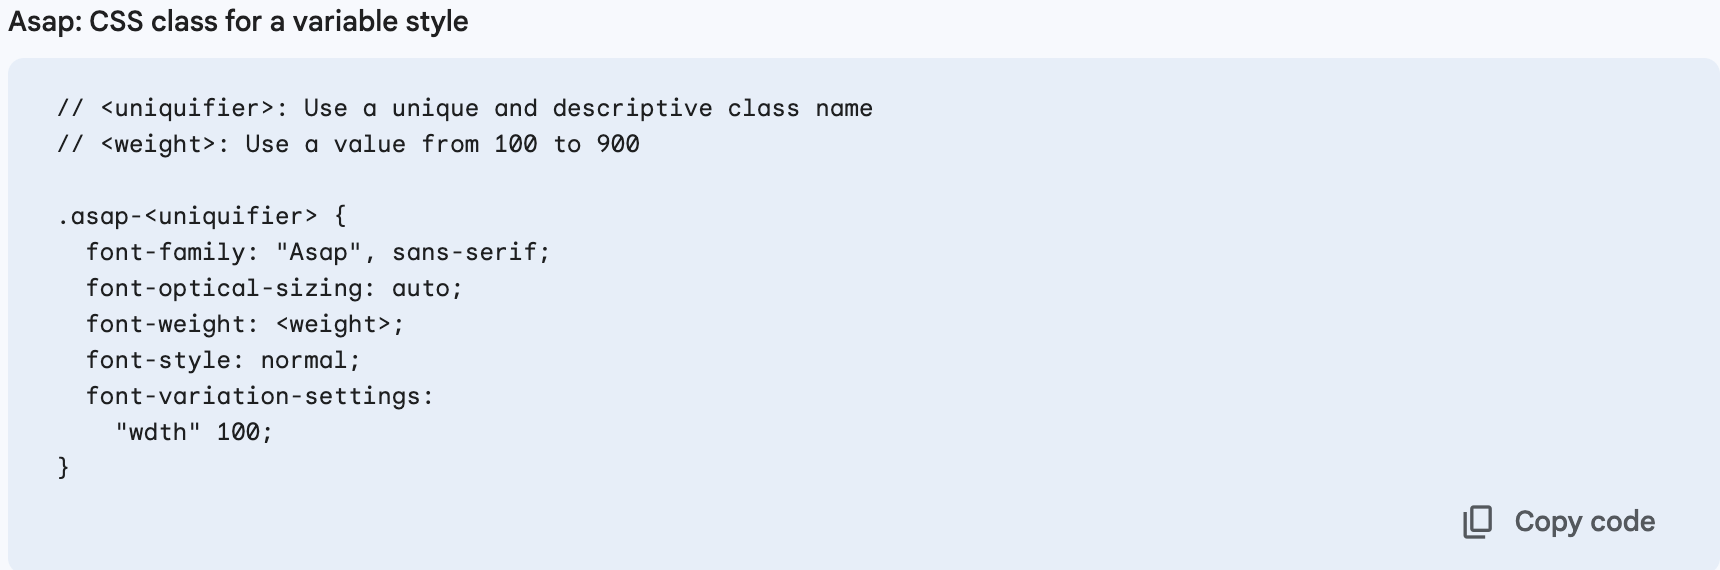 Asap: CSS class for a variable style
// <uniquifier>: Use a unique and descriptive class name
// <weight>: Use a value from 100 to 900
.asap-<uniquifier> {
font-family: "Asap", sans-serif;
font-optical-sizing: auto;
font-weight: <weight>;
font-style: normal;
font-variation-settings:
"wdth" 100;
}
Copy code